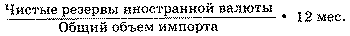 Чистые резервы иностранной валюты
Общий объем импорта • 12 мес.